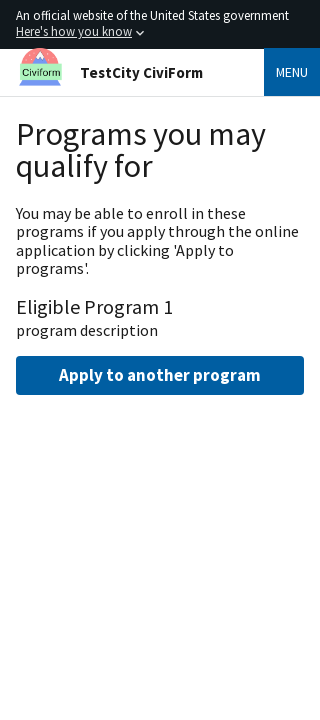 An official website of the United States government
Here's how you know
Civiform
TestCity CiviForm
MENU
Programs you may
qualify for
You may be able to enroll in these
programs if you apply through the online
application by clicking 'Apply to
programs'.
Eligible Program 1
program description
Apply to another program